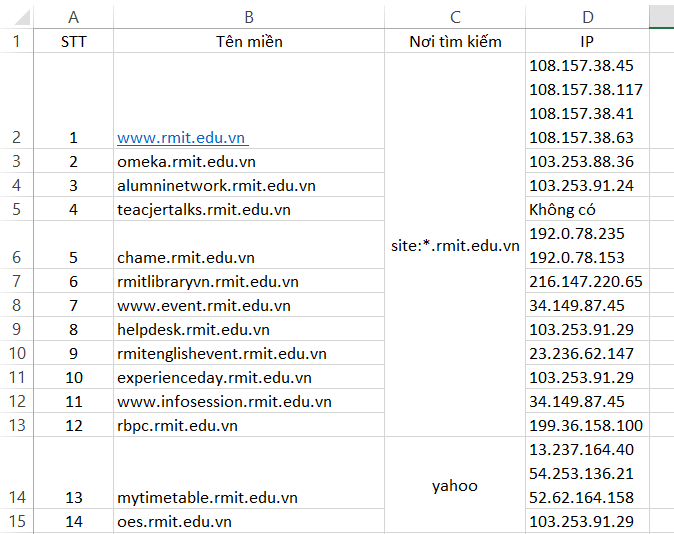 A B C D
1 STT Tên miền Nơi tìm kiếm IP
108.157.38.45
108.157.38.117
108.157.38.41
2 1 www.rmit.edu.vn 108.157.38.63
3 2 omeka.rmit.edu.vn 103.253.88.36
4 3 alumninetwork.rmit.edu.vn 103.253.91.24
5 4 teacjertalks.rmit.edu.vn Không có
192.0.78.235
site:*.rmit.edu.vn
6 5 chame.rmit.edu.vn 192.0.78.153
7 6 rmitlibraryvn.rmit.edu.vn 216.147.220.65
8 7 www.event.rmit.edu.vn 34.149.87.45
9 8 helpdesk.rmit.edu.vn 103.253.91.29
10 9 rmitenglishevent.rmit.edu.vn 23.236.62.147
11 10 experienceday.rmit.edu.vn 103.253.91.29
12 11 www.infosession.rmit.edu.vn 34.149.87.45
13 12 rbpc.rmit.edu.vn 199.36.158.100
13.237.164.40
yahoo 54.253.136.21
14 13 mytimetable.rmit.edu.vn 52.62.164.158
15 14 oes.rmit.edu.vn 103.253.91.29